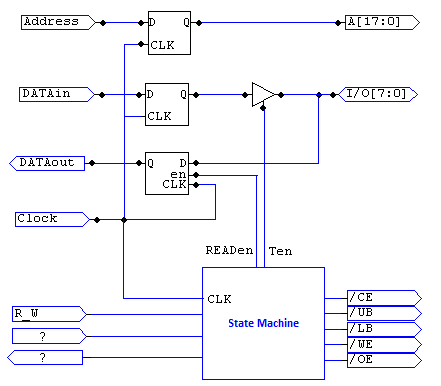 Address D Q A[17:0]
CLK
DATAin D Q I/O[7:0]
CLK
DATAout Q D
en
CLK
Clock
READen Ten
CLK /CE
R_W State Machine /UB
? /LB
/WE
? /OE